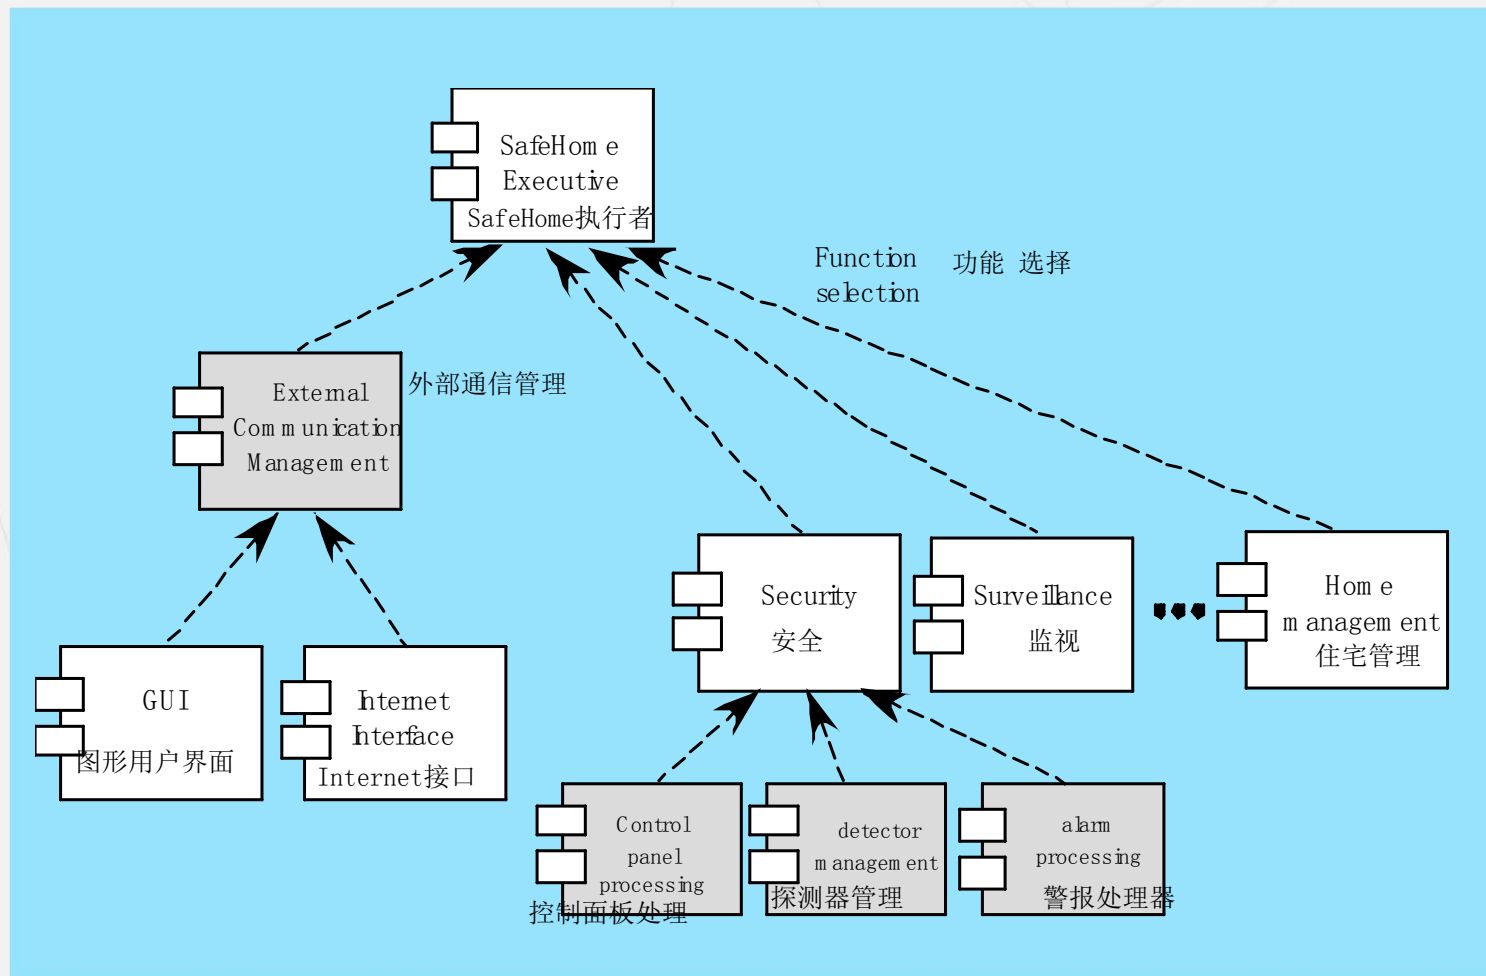 SafeHome
Executive
SafeHome执行者
Function
selection
功能 选择
External
Communication
Management
外部通信管理
Security
安全
Surveillance
监视
Home
management
住宅管理
GUI
图形用户界面
Internet
Interface
Internet接口
Control
panel
processing
控制面板处理
detector
management
探测器管理
alarm
processing
警报处理器